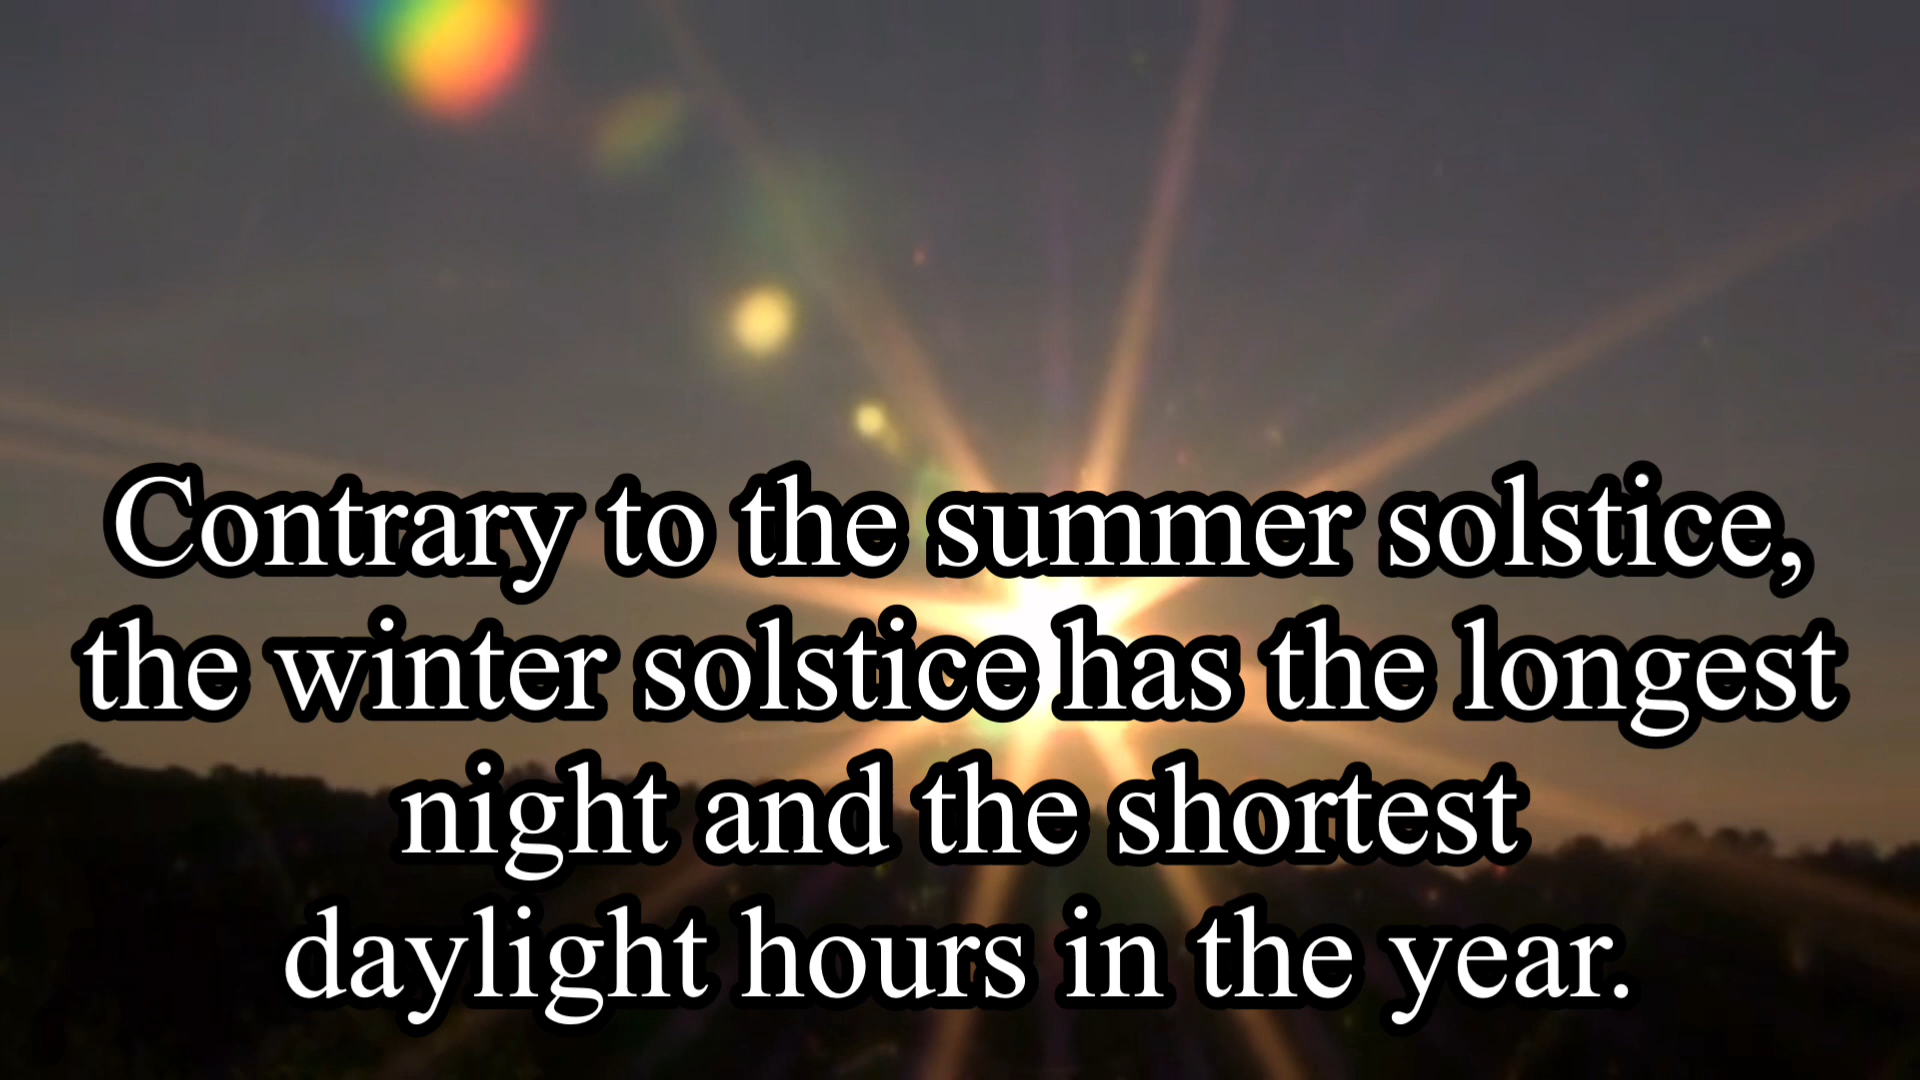 Contrary to the summer solstice,
the winter solstice has the longest
night and the shortest
daylight hours in the year.